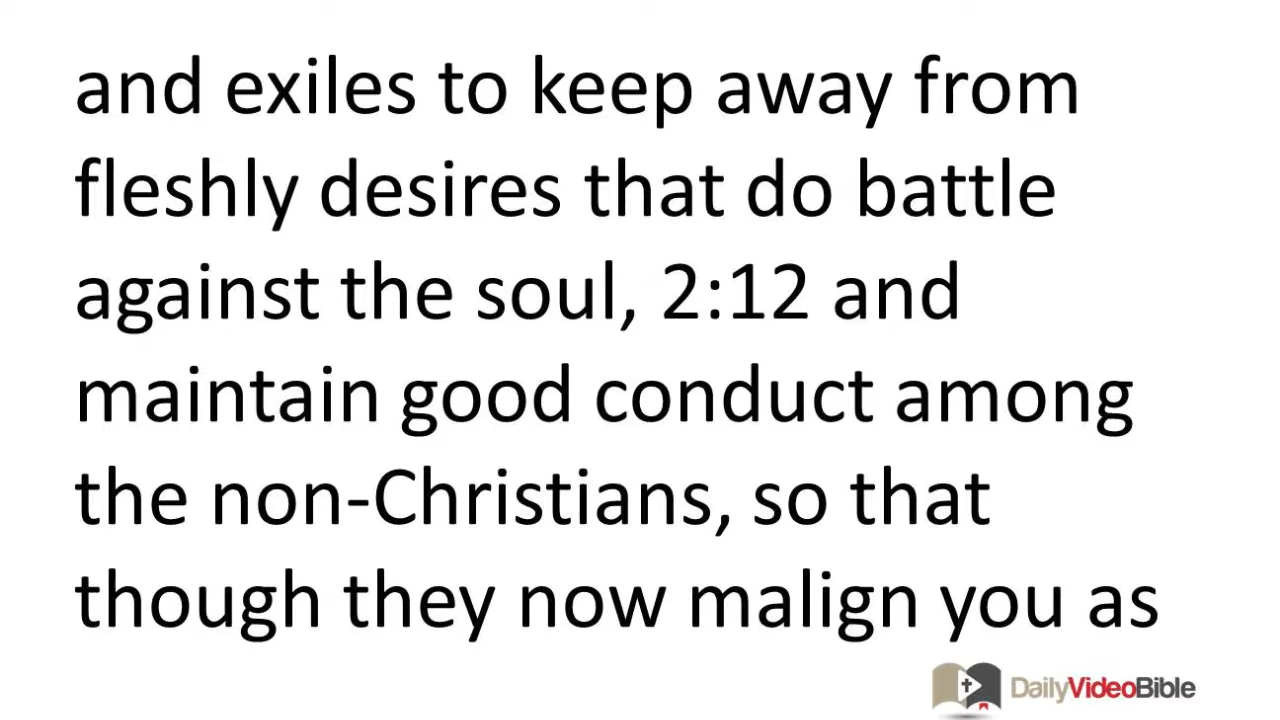 and exiles to keep away from
fleshly desires that do battle
against the soul, 2:12 and
maintain good conduct among
the non-Christians, so that
though they now malign you as
DailyVideoBible